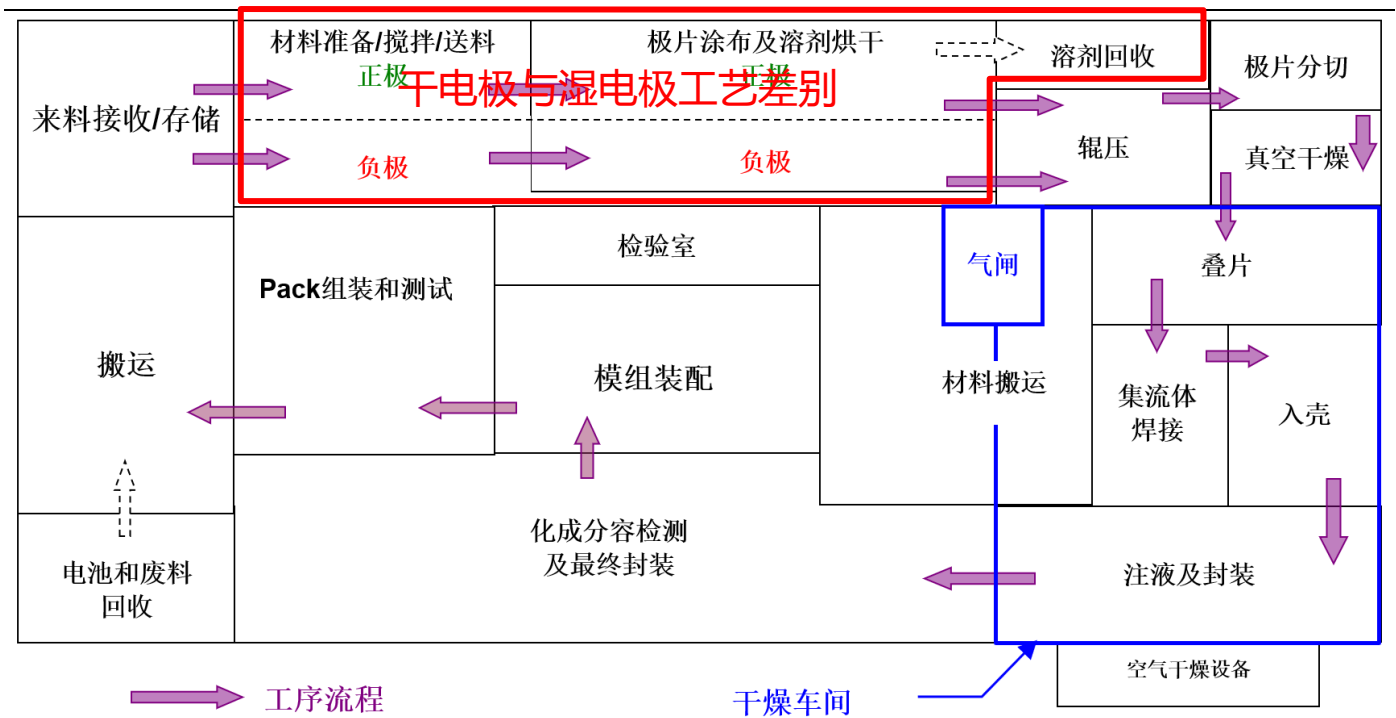 材料准备/搅拌/送料
正极
极片涂布及溶剂烘干
正极
溶剂回收
极片分切
干电极与湿电极工艺差别
来料接收/存储
辊压
真空干燥
负极
负极
检验室
气闸
叠片
Pack组装和测试
搬运
模组装配
材料搬运
集流体
焊接
入壳
化成分容检测
及最终封装
电池和废料
回收
注液及封装
空气干燥设备
工序流程
干燥车间